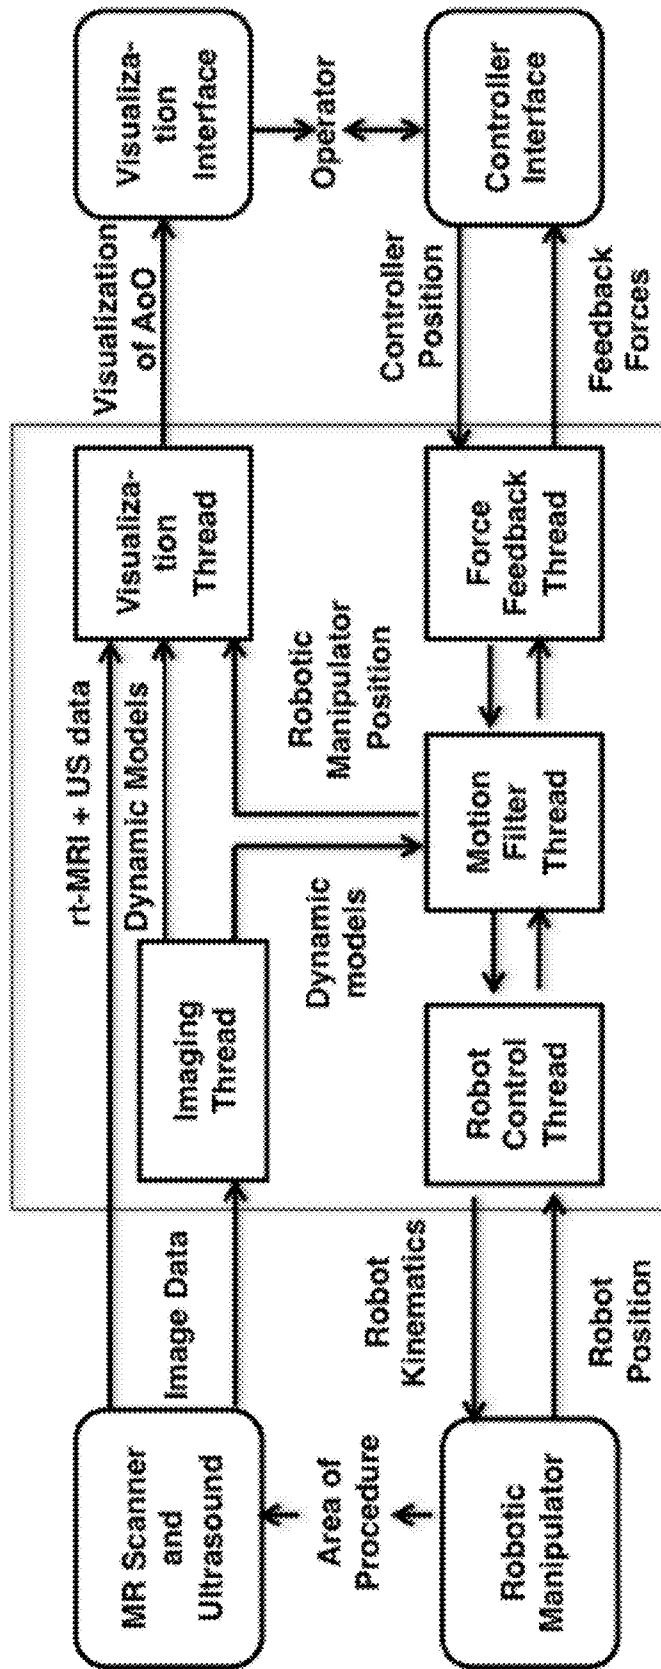 MR Scanner
and
Ultrasound
Area of
Procedure
Robotic
Manipulator
Image Data
Robot
Kinematics
Robot
Position
rt-MRI + US data
Dynamic Models
Imaging
Thread
Dynamic
models
Robot
Control
Thread
Robotic
Manipulator
Position
Motion
Filter
Thread
Visualiza-
tion
Thread
Force
Feedback
Thread
Visualization
of AoO
Controller
Position
Feedback
Forces
Visualiza-
tion
Interface
Operator
Controller
Interface